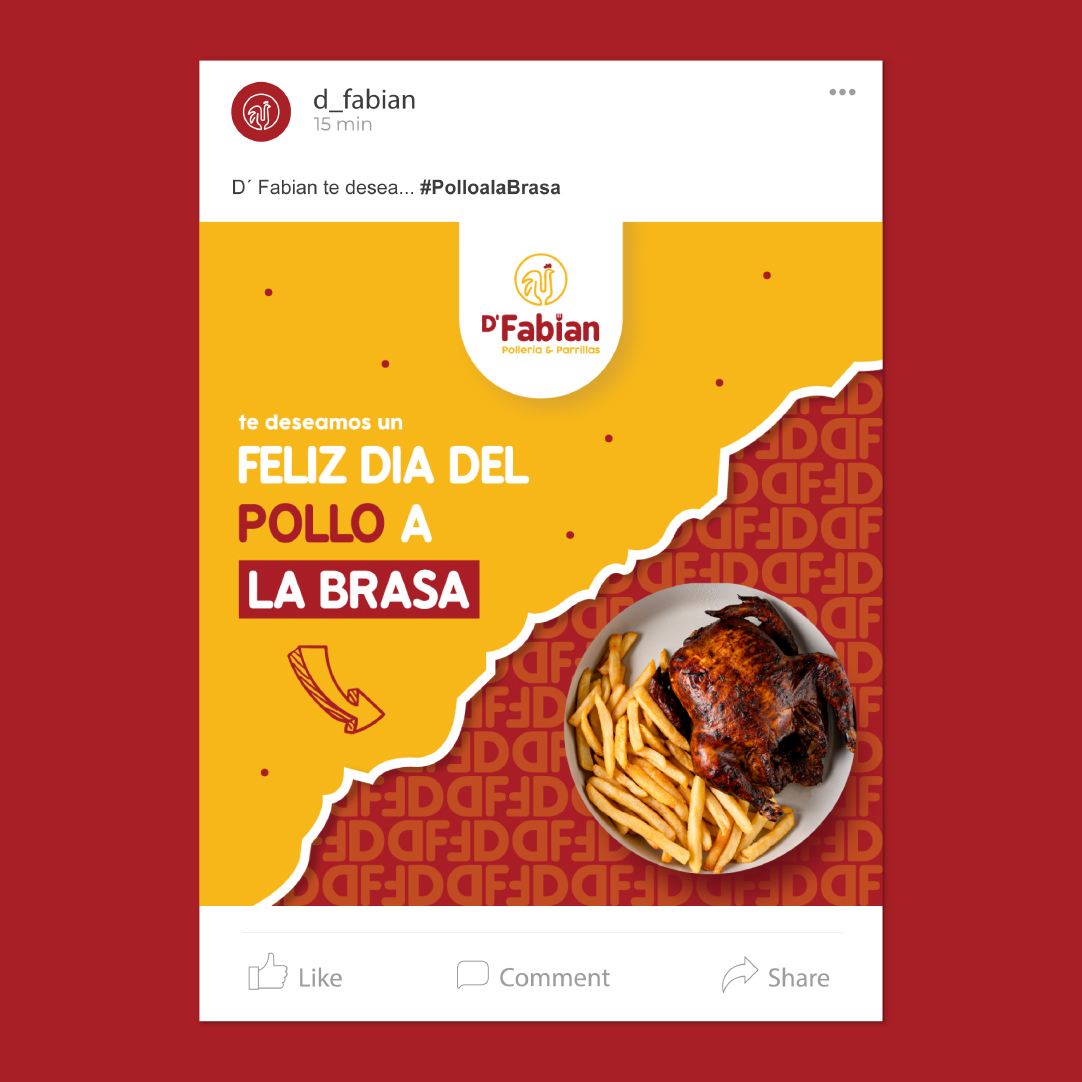 d_fabian
15 min
D´ Fabian te desea... #PolloalaBrasa
D'Fabian
Pollería & Parrillas
te deseamos un
FELIZ DIA DEL
POLLO A
LA BRASA
Like
Comment
Share